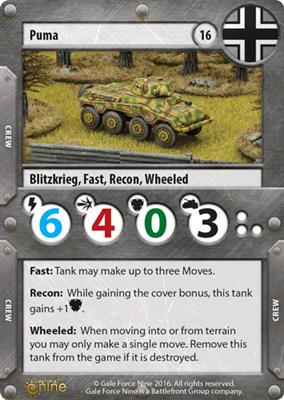 Puma
16
Blitzkrieg, Fast, Recon, Wheeled
6 4 0 3
CREW
CREW
Fast: Tank may make up to three Moves.
Recon: While gaining the cover bonus, this tank
gains +1
Wheeled: When moving into or from terrain
you may only make a single move. Remove this
tank from the game if it is destroyed.
CREW
CREW
Gale Force
nine
© Gale Force Nine 2016. All rights reserved.
Gale Force Nine is a Battlefront Group company.